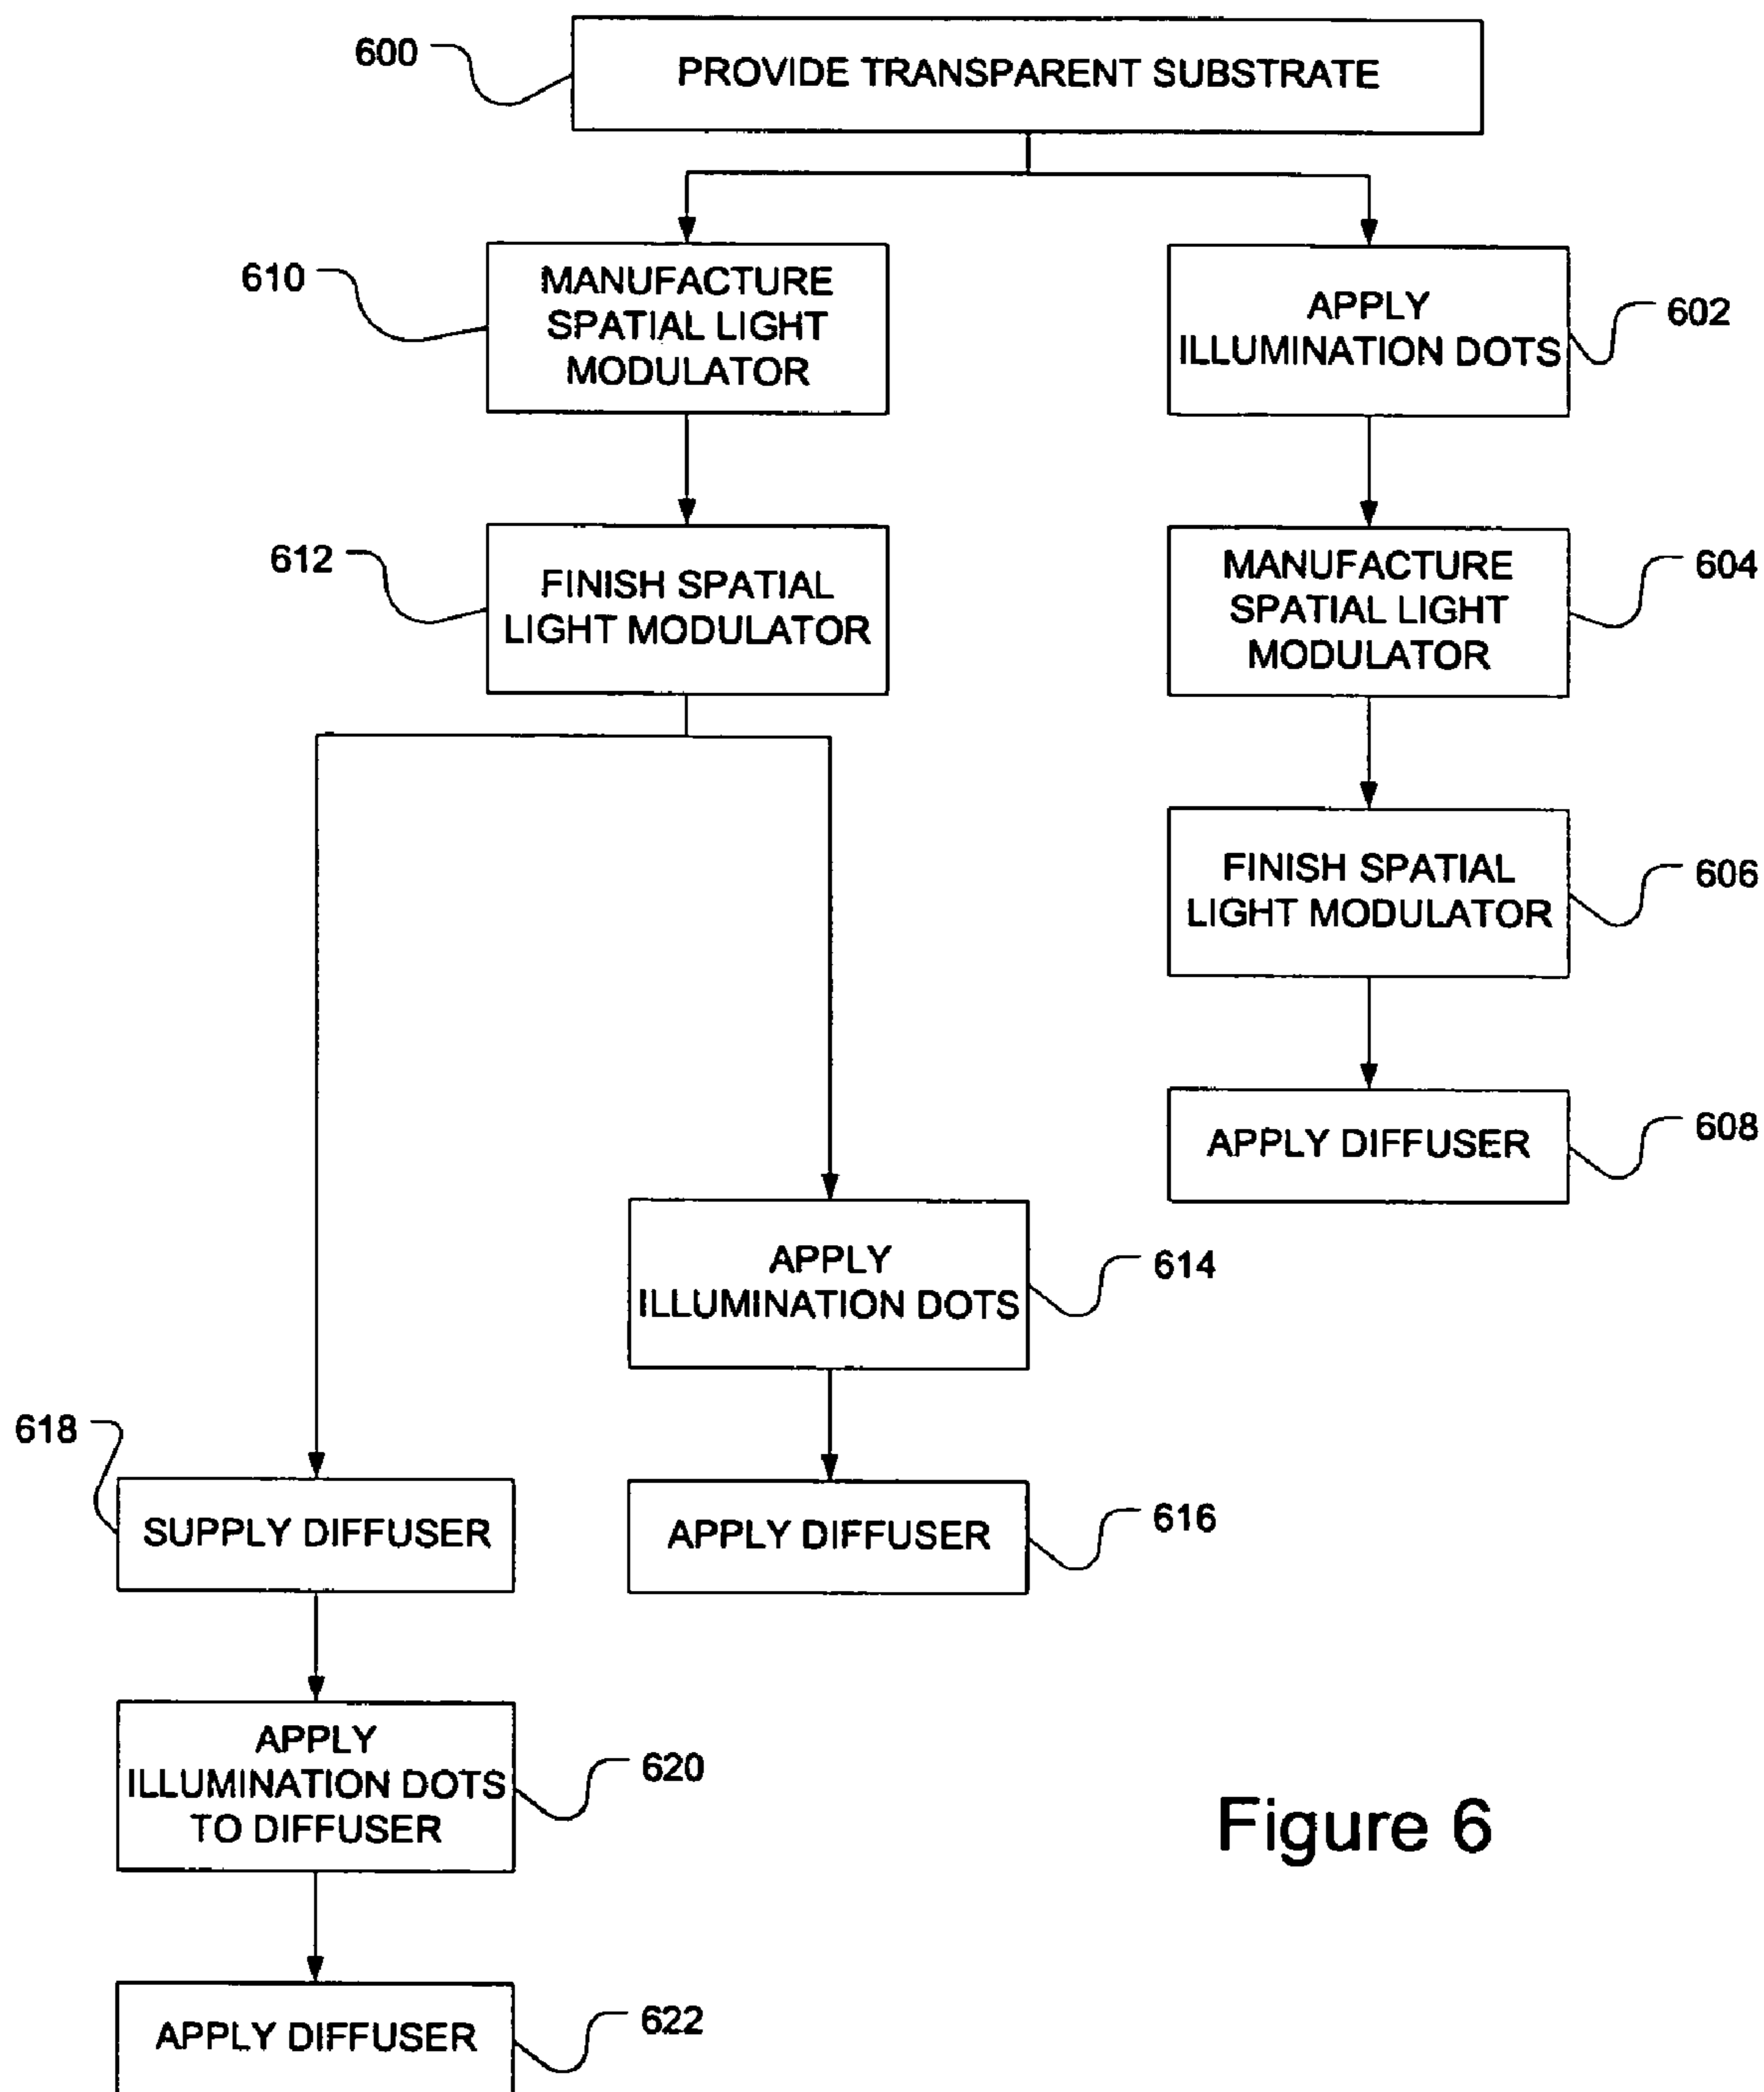 600
PROVIDE TRANSPARENT SUBSTRATE
610
MANUFACTURE
SPATIAL LIGHT
MODULATOR
APPLY
ILLUMINATION DOTS
602
612
FINISH SPATIAL
LIGHT MODULATOR
MANUFACTURE
SPATIAL LIGHT
MODULATOR
604
FINISH SPATIAL
LIGHT MODULATOR
606
APPLY DIFFUSER
608
APPLY
ILLUMINATION DOTS
614
618
SUPPLY DIFFUSER
APPLY DIFFUSER
616
APPLY
ILLUMINATION DOTS
TO DIFFUSER
620
Figure 6
APPLY DIFFUSER
622